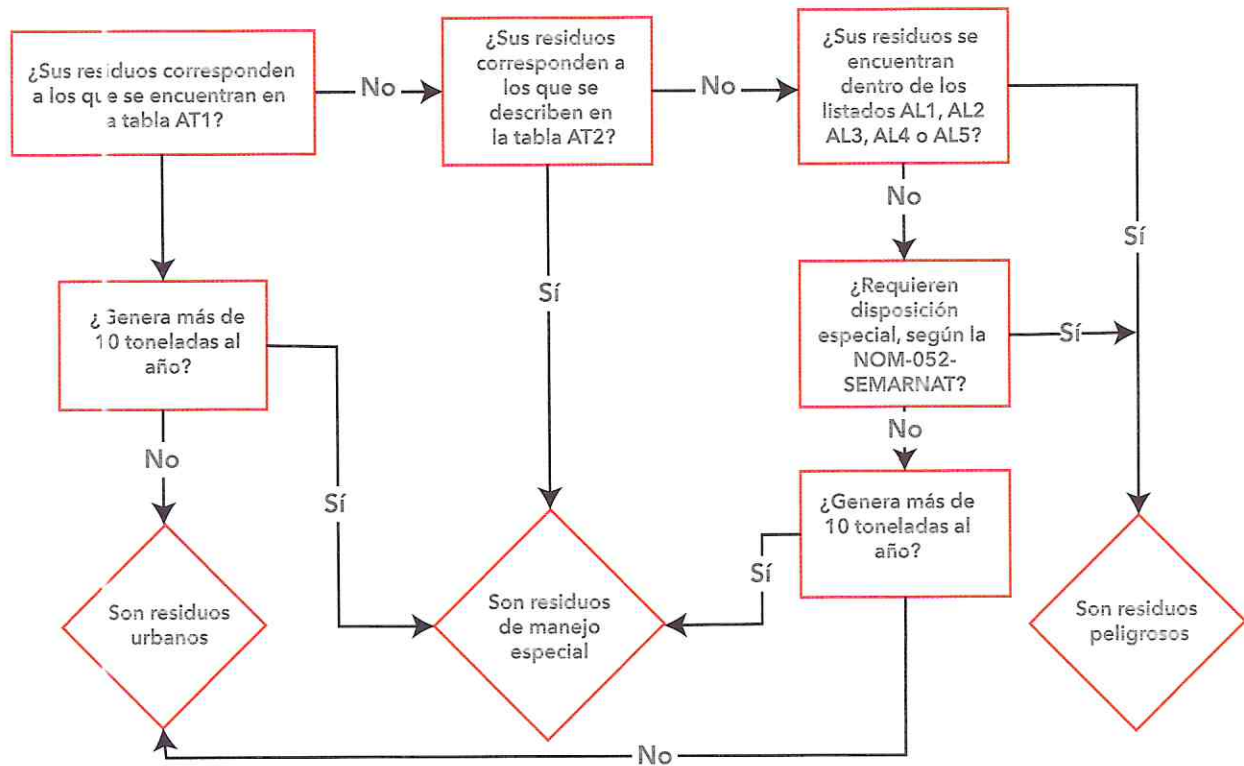 ¿Sus residuos corresponden
a los que se encuentran en
a tabla AT1?
No
¿Sus residuos
corresponden a
los que se
describen en
la tabla AT2?
No
¿Sus residuos se
encuentran
dentro de los
listados AL1, AL2
AL3, AL4 o AL5?
No
Sí
Sí
¿Genera más de
10 toneladas al
año?
¿Requieren
disposición
especial, según la
NOM-052-
SEMARNAT?
Sí
No
No
Sí
¿Genera más de
10 toneladas al
año?
Sí
Son residuos
urbanos
Son residuos
de manejo
especial
Son residuos
peligrosos
No